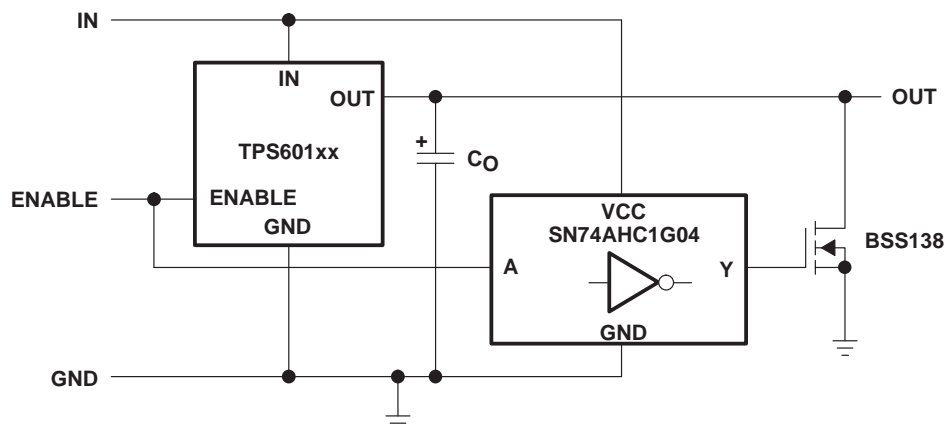 IN
IN
OUT
OUT
TPS601xx
+
CO
ENABLE
ENABLE
GND
VCC
SN74AHC1G04
BSS138
A
Y
GND
GND